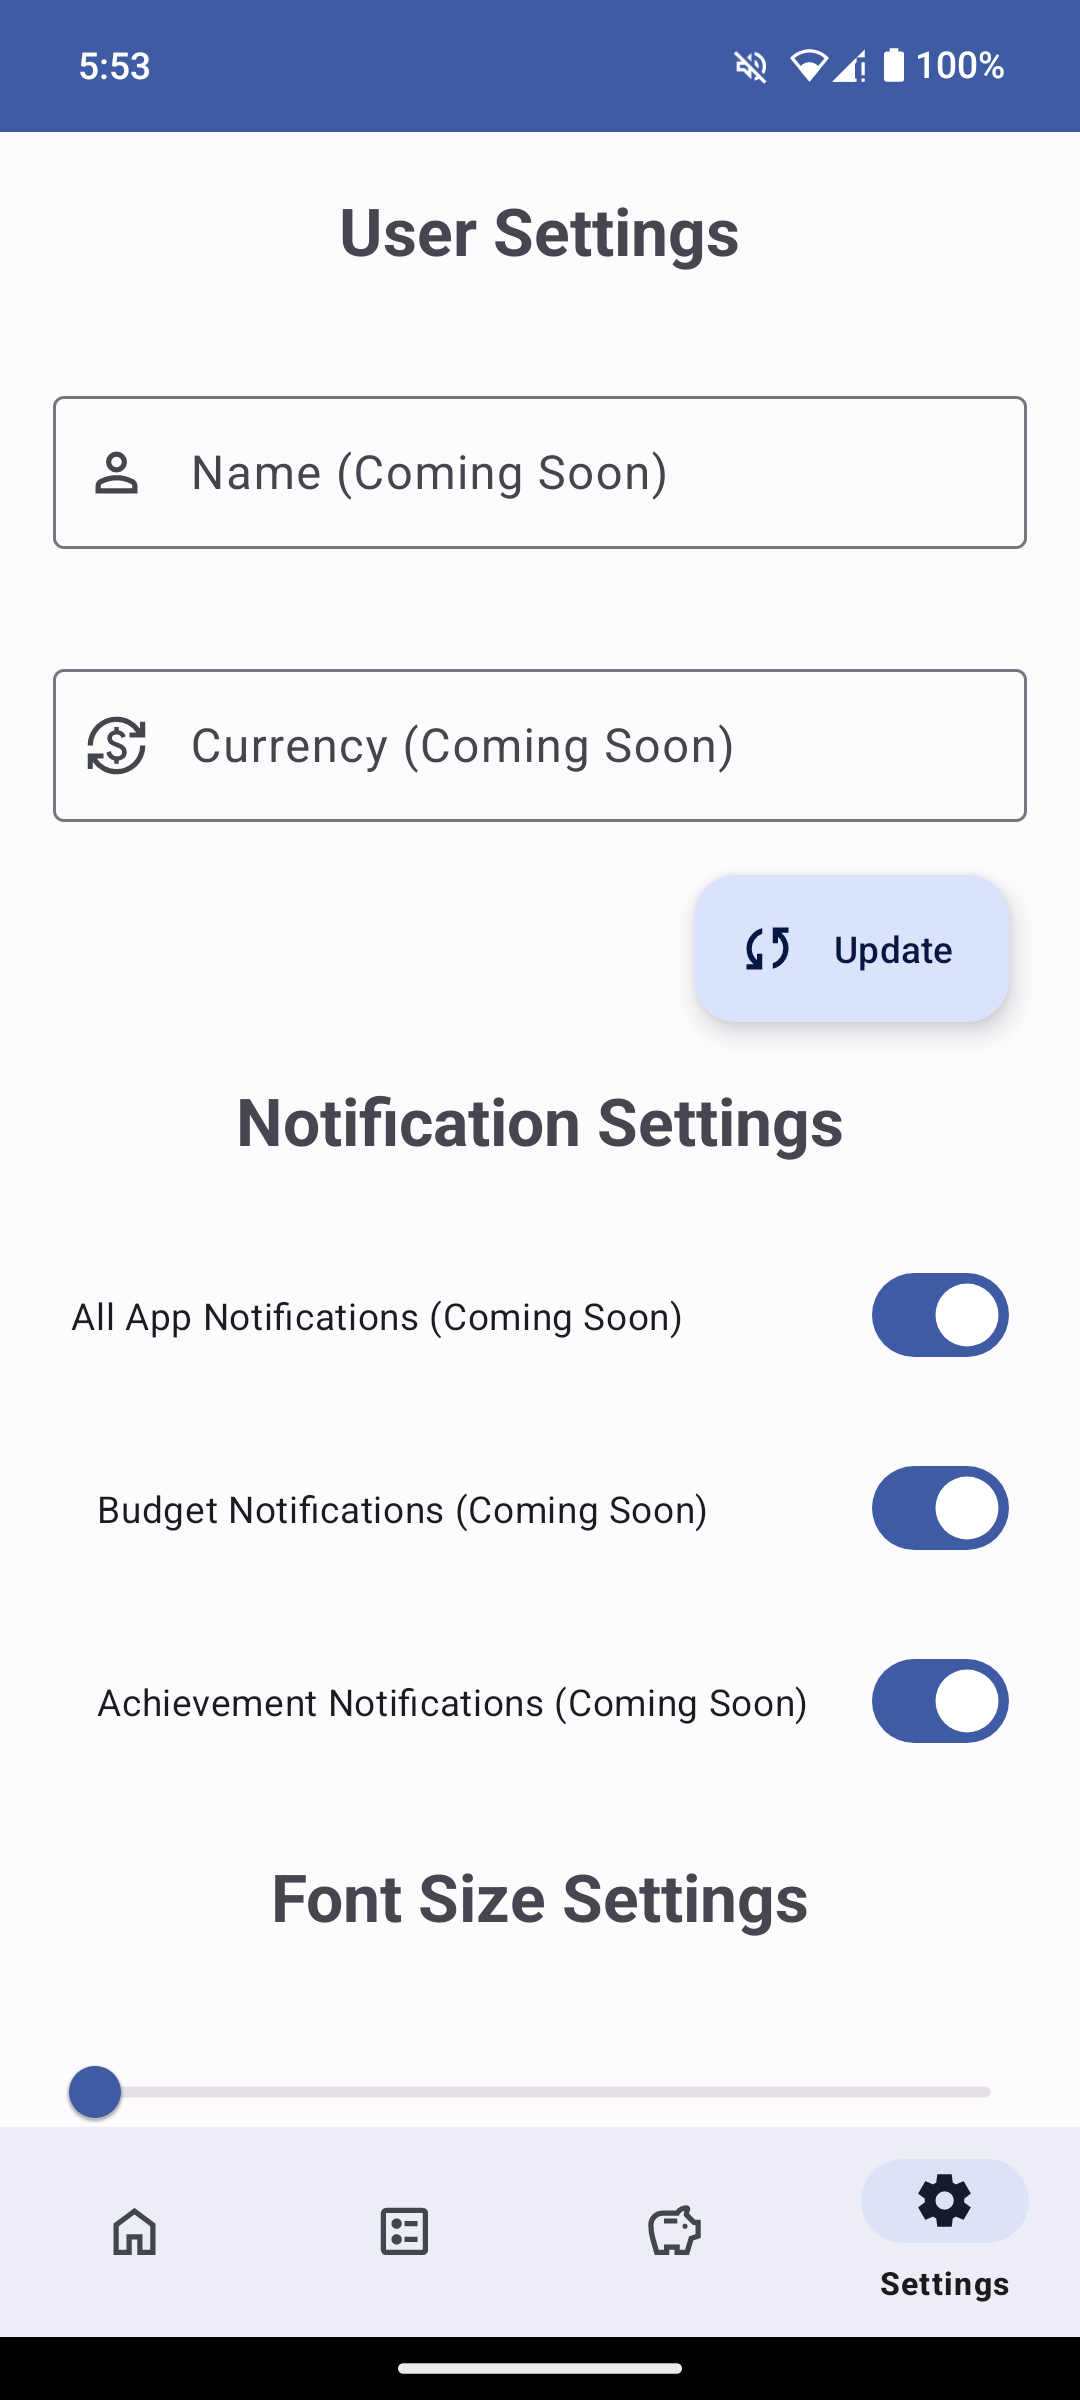 5:53
100%
User Settings
Name (Coming Soon)
Currency (Coming Soon)
Update
Notification Settings
All App Notifications (Coming Soon)
Budget Notifications (Coming Soon)
Achievement Notifications (Coming Soon)
Font Size Settings
Settings